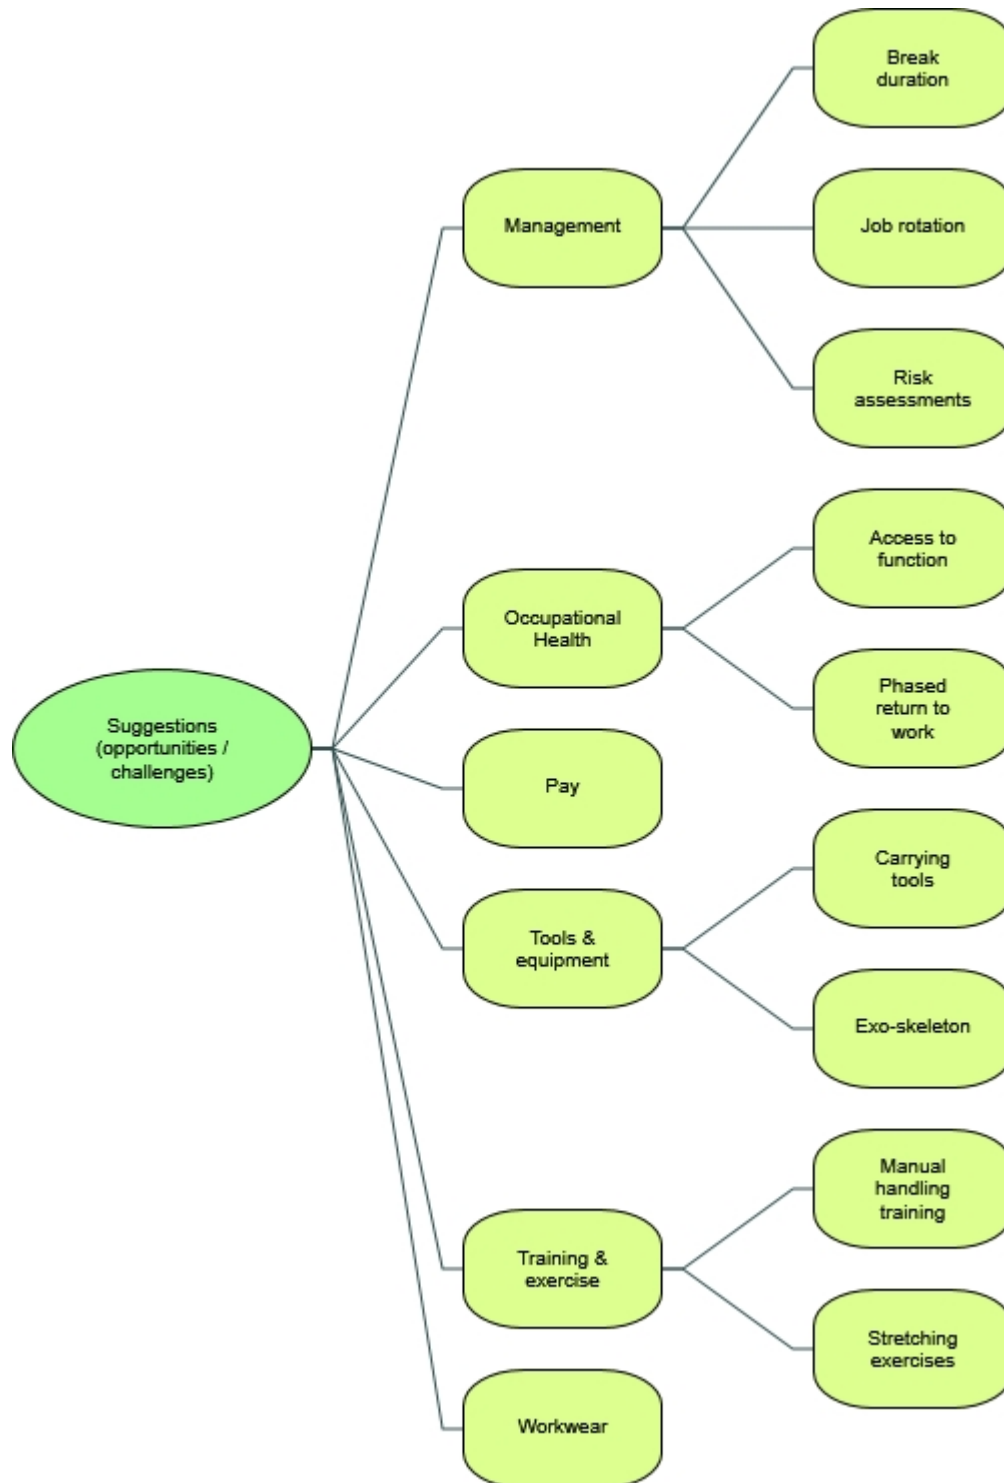 Suggestions
(opportunities /
challenges)
Management
Break
duration
Job rotation
Risk
assessments
Occupational
Health
Access to
function
Phased
return to
work
Pay
Tools &
equipment
Carrying
tools
Exo-skeleton
Training &
exercise
Manual
handling
training
Stretching
exercises
Workwear